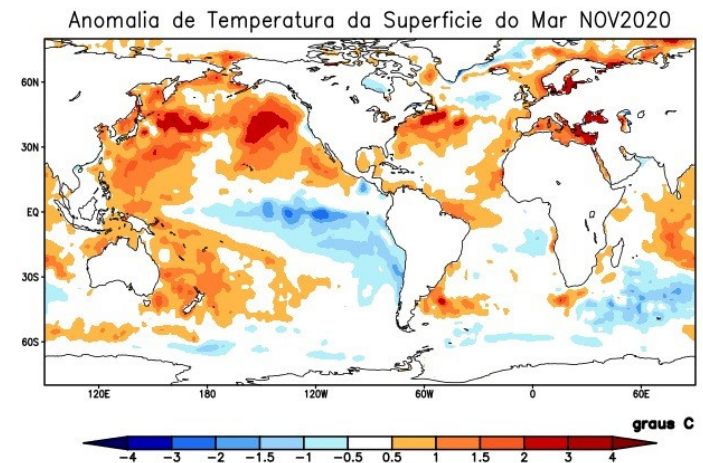 Anomalia de Temperatura da Superficie do Mar NOV2020
60N
30N
EQ
30S
60S
120E 180 120W 60W 0 60E
graus C
-4 -3 -2 -1.5 -1 -0.5 0.5 1 1.5 2 3 4